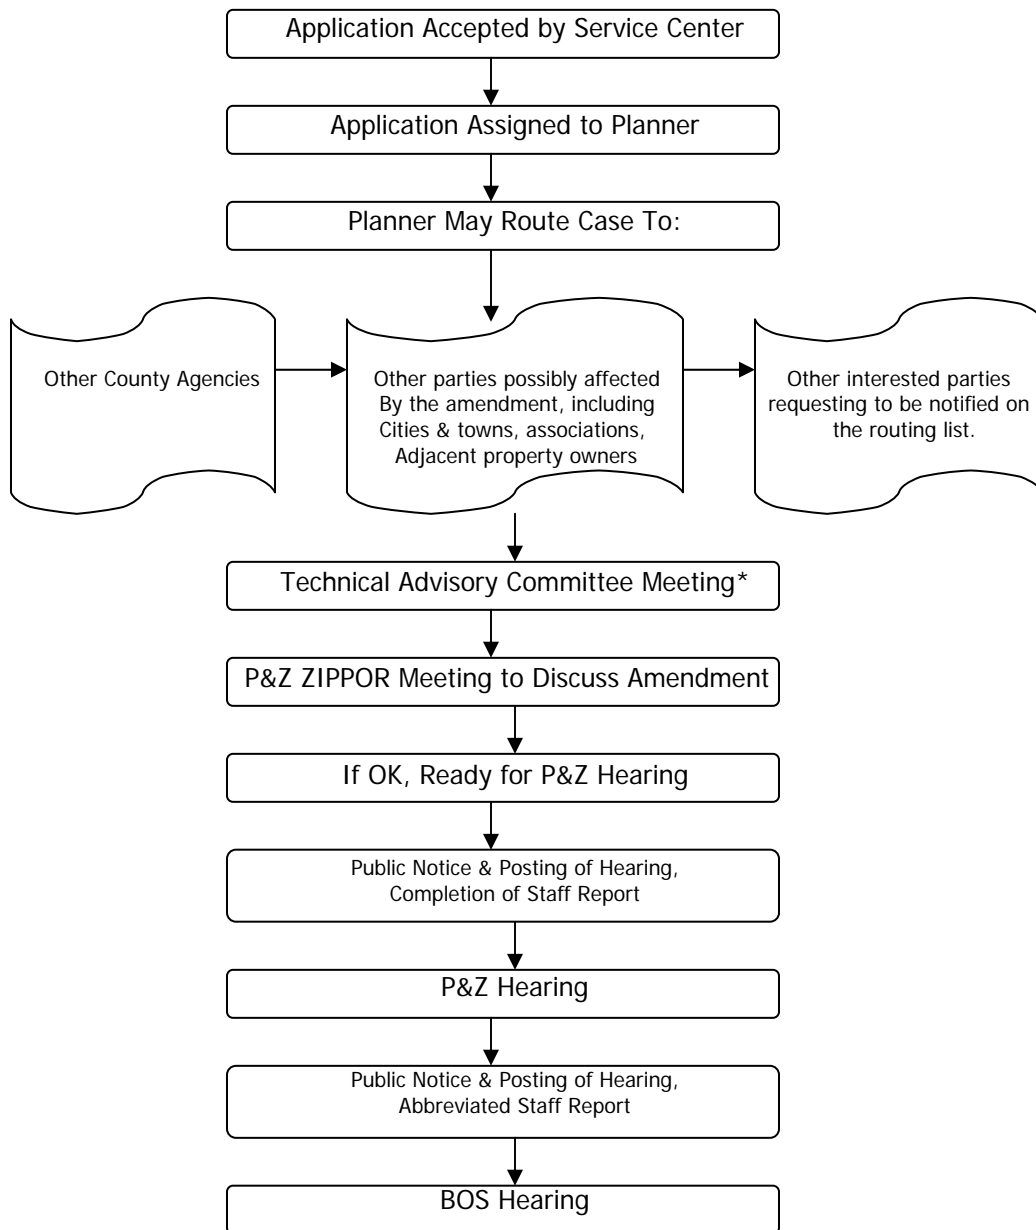 Application Accepted by Service Center
Application Assigned to Planner
Planner May Route Case To:
Other County Agencies
Other parties possibly affected
By the amendment, including
Cities & towns, associations,
Adjacent property owners
Other interested parties
requesting to be notified on
the routing list.
Technical Advisory Committee Meeting*
P&Z ZIPPOR Meeting to Discuss Amendment
If OK, Ready for P&Z Hearing
Public Notice & Posting of Hearing,
Completion of Staff Report
P&Z Hearing
Public Notice & Posting of Hearing,
Abbreviated Staff Report
BOS Hearing